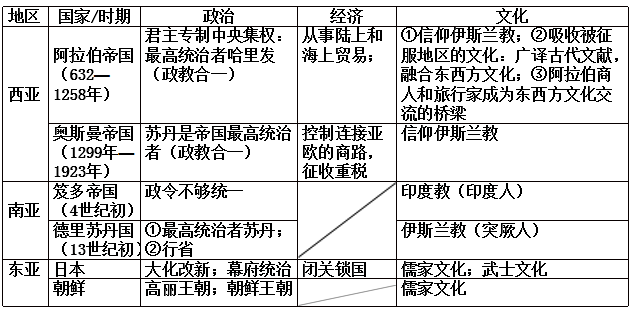 地区 国家/时期 政治 经济 文化
西亚
阿拉伯帝国
（632—
1258年）
君主专制中央集权：
最高统治者哈里发
（政教合一）
从事陆上和
海上贸易；
①信仰伊斯兰教；②吸收被征
服地区的文化：广译古代文献，
融合东西方文化；③阿拉伯商
人和旅行家成为东西方文化交
流的桥梁
奥斯曼帝国
（1299年—
1923年）
苏丹是帝国最高统治
者（政教合一）
控制连接亚
欧的商路，
征收重税
信仰伊斯兰教
南亚
笈多帝国
（4世纪初）
政令不够统一
印度教（印度人）
德里苏丹国
（13世纪初）
①最高统治者苏丹；
②行省
伊斯兰教（突厥人）
东亚
日本
大化改新；幕府统治
闭关锁国
儒家文化；武士文化
朝鲜
高丽王朝；朝鲜王朝
儒家文化